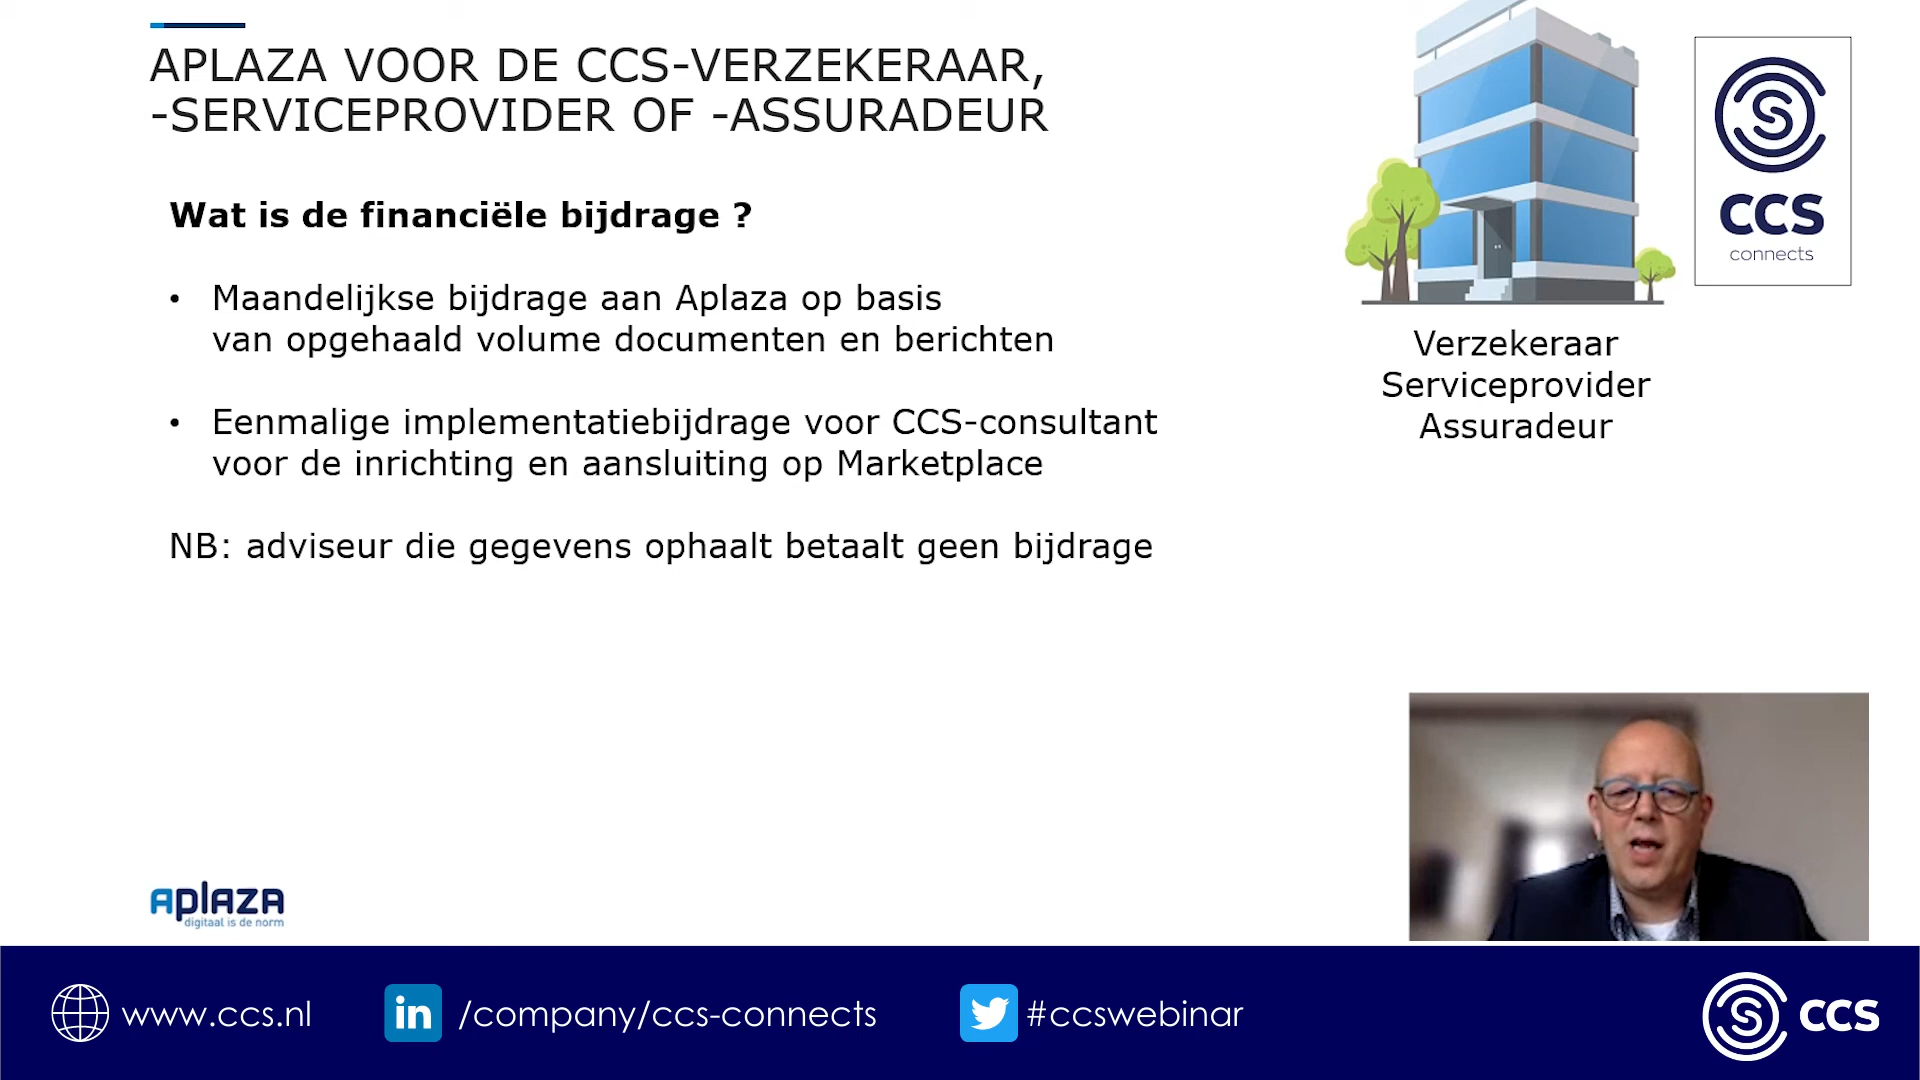 APLAZA VOOR DE CCS-VERZEKERAAR,
-SERVICEPROVIDER OF -ASSURADEUR
Wat is de financiële bijdrage ?
• Maandelijkse bijdrage aan Aplaza op basis
van opgehaald volume documenten en berichten
• Eenmalige implementatiebijdrage voor CCS-consultant
voor de inrichting en aansluiting op Marketplace
NB: adviseur die gegevens ophaalt betaalt geen bijdrage
CCS
connects
Verzekeraar
Serviceprovider
Assuradeur
APLAZA
digitaal is de norm
www.ccs.nl
in /company/ccs-connects
#ccswebinar
CCS